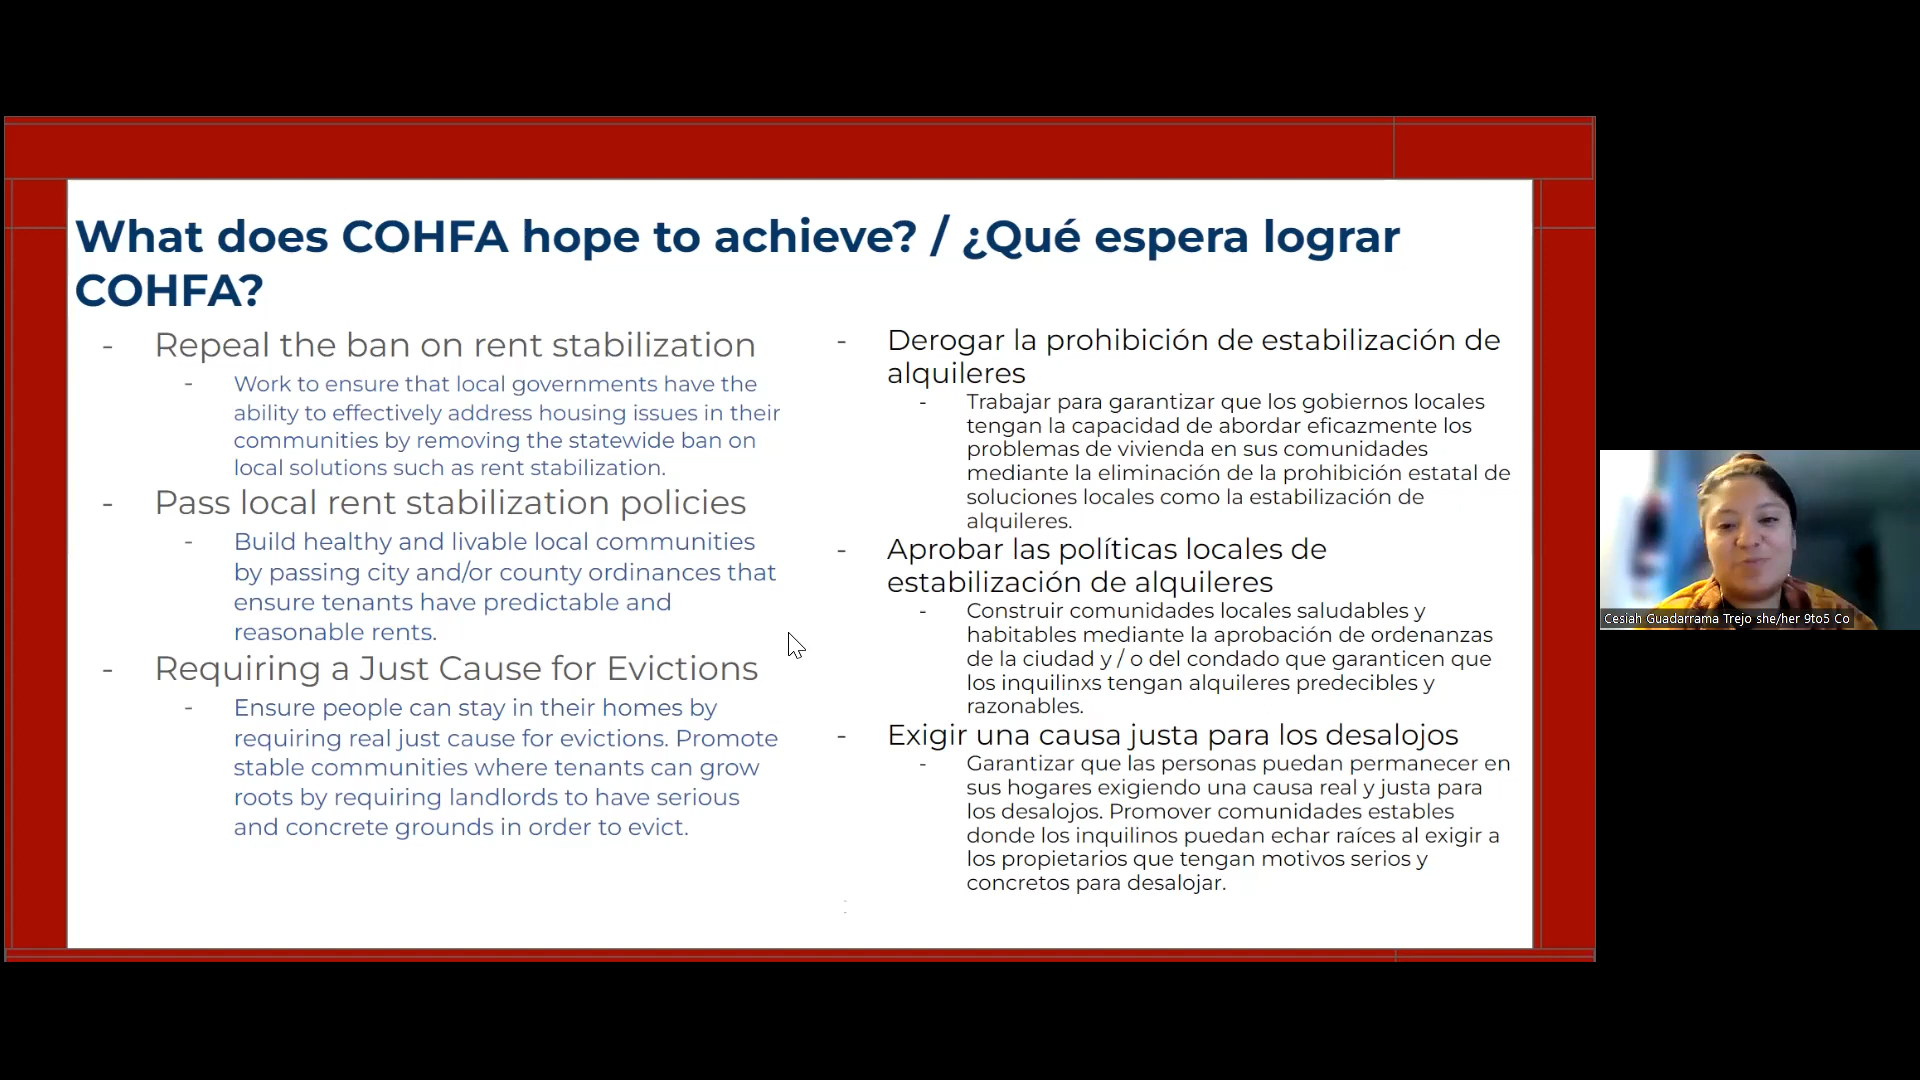 What does COHFA hope to achieve? / ¿Qué espera lograr
COHFA?
- Repeal the ban on rent stabilization
- Work to ensure that local governments have the
ability to effectively address housing issues in their
communities by removing the statewide ban on
local solutions such as rent stabilization.
- Pass local rent stabilization policies
- Build healthy and livable local communities
by passing city and/or county ordinances that
ensure tenants have predictable and
reasonable rents.
- Requiring a Just Cause for Evictions
- Ensure people can stay in their homes by
requiring real just cause for evictions. Promote
stable communities where tenants can grow
roots by requiring landlords to have serious
and concrete grounds in order to evict.
- Derogar la prohibición de estabilización de
alquileres
- Trabajar para garantizar que los gobiernos locales
tengan la capacidad de abordar eficazmente los
problemas de vivienda en sus comunidades
mediante la eliminación de la prohibición estatal de
soluciones locales como la estabilización de
alquileres.
- Aprobar las políticas locales de
estabilización de alquileres
- Construir comunidades locales saludables y
habitables mediante la aprobación de ordenanzas
de la ciudad y / o del condado que garanticen que
los inquilinxs tengan alquileres predecibles y
razonables.
- Exigir una causa justa para los desalojos
- Garantizar que las personas puedan permanecer en
sus hogares exigiendo una causa real y justa para
los desalojos. Promover comunidades estables
donde los inquilinos puedan echar raíces al exigir a
los propietarios que tengan motivos serios y
concretos para desalojar.
Cesiah Guadarrama Trejo she/her 9to5 Co